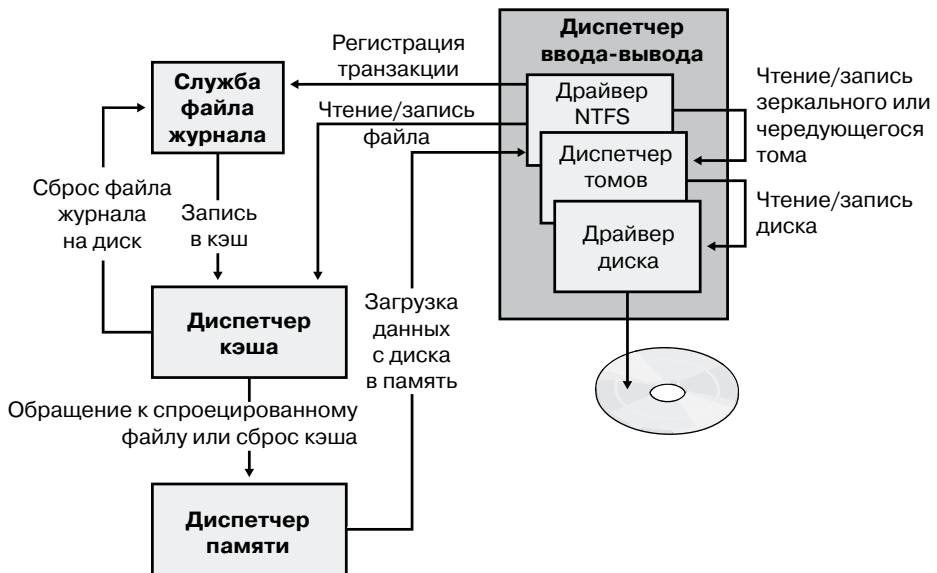 Диспетчер
ввода-вывода
Регистрация
транзакции
Служба
файла
журнала
Драйвер
NTFS
Чтение/запись
зеркального или
чередующегося
тома
Чтение/запись
файла
Диспетчер
томов
Сброс файла
журнала
на диск
Запись
в кэш
Чтение/запись
диска
Драйвер
диска
Диспетчер
кэша
Загрузка
данных
с диска
в память
Обращение к спроецированному
файлу или сброс кэша
Диспетчер
памяти